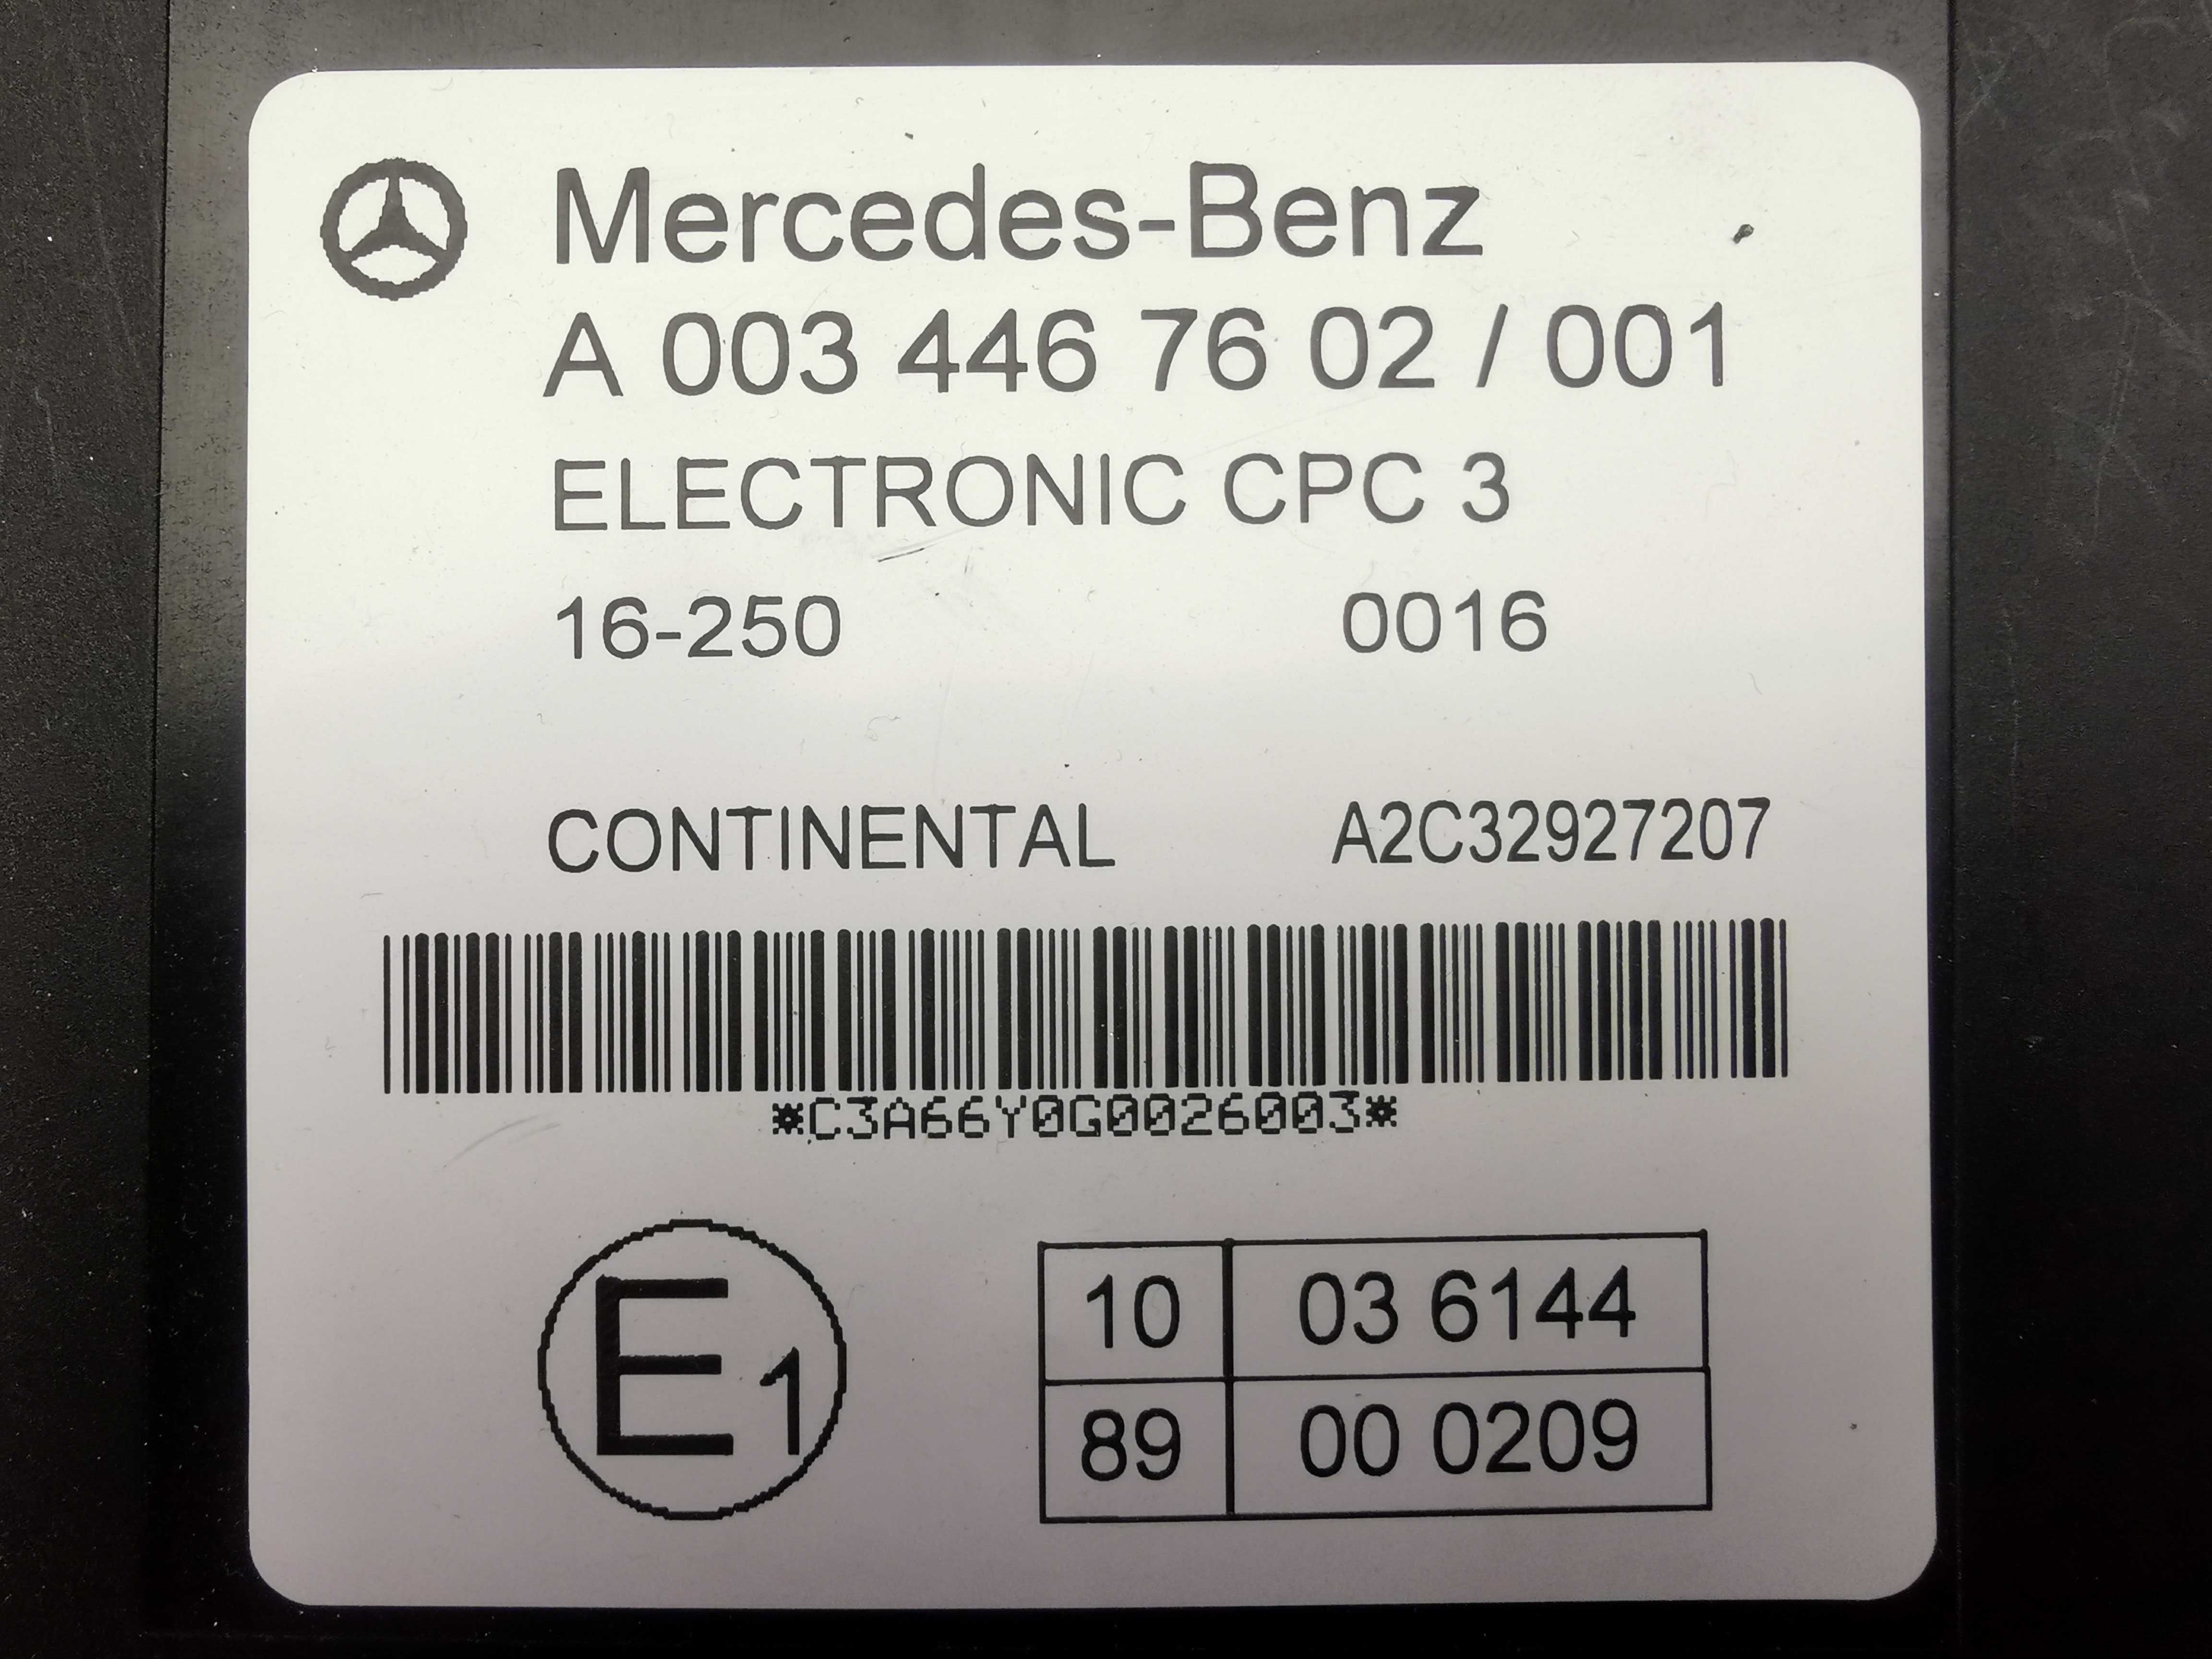 Mercedes-Benz
A 003 446 76 02 / 001
ELECTRONIC CPC 3
16-250 0016
CONTINENTAL A2C32927207
*C3A66Y0G0026003*
E1
10 03 6144
89 00 0209